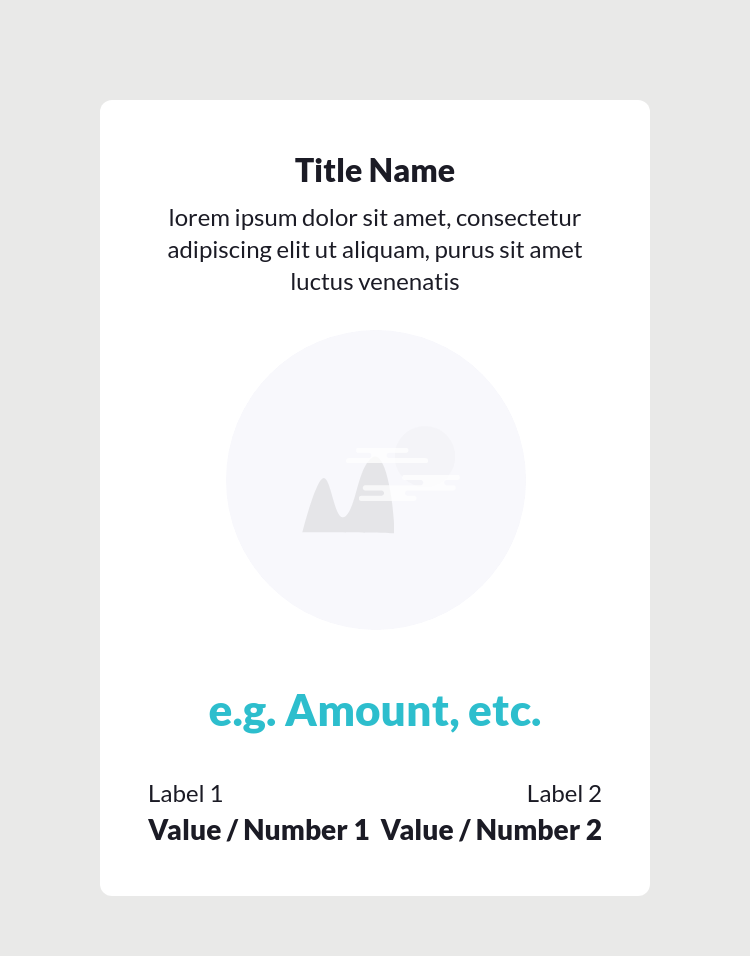 Title Name
lorem ipsum dolor sit amet, consectetur
adipiscing elit ut aliquam, purus sit amet
luctus venenatis
e.g. Amount, etc.
Label 1 Label 2
Value / Number 1 Value / Number 2